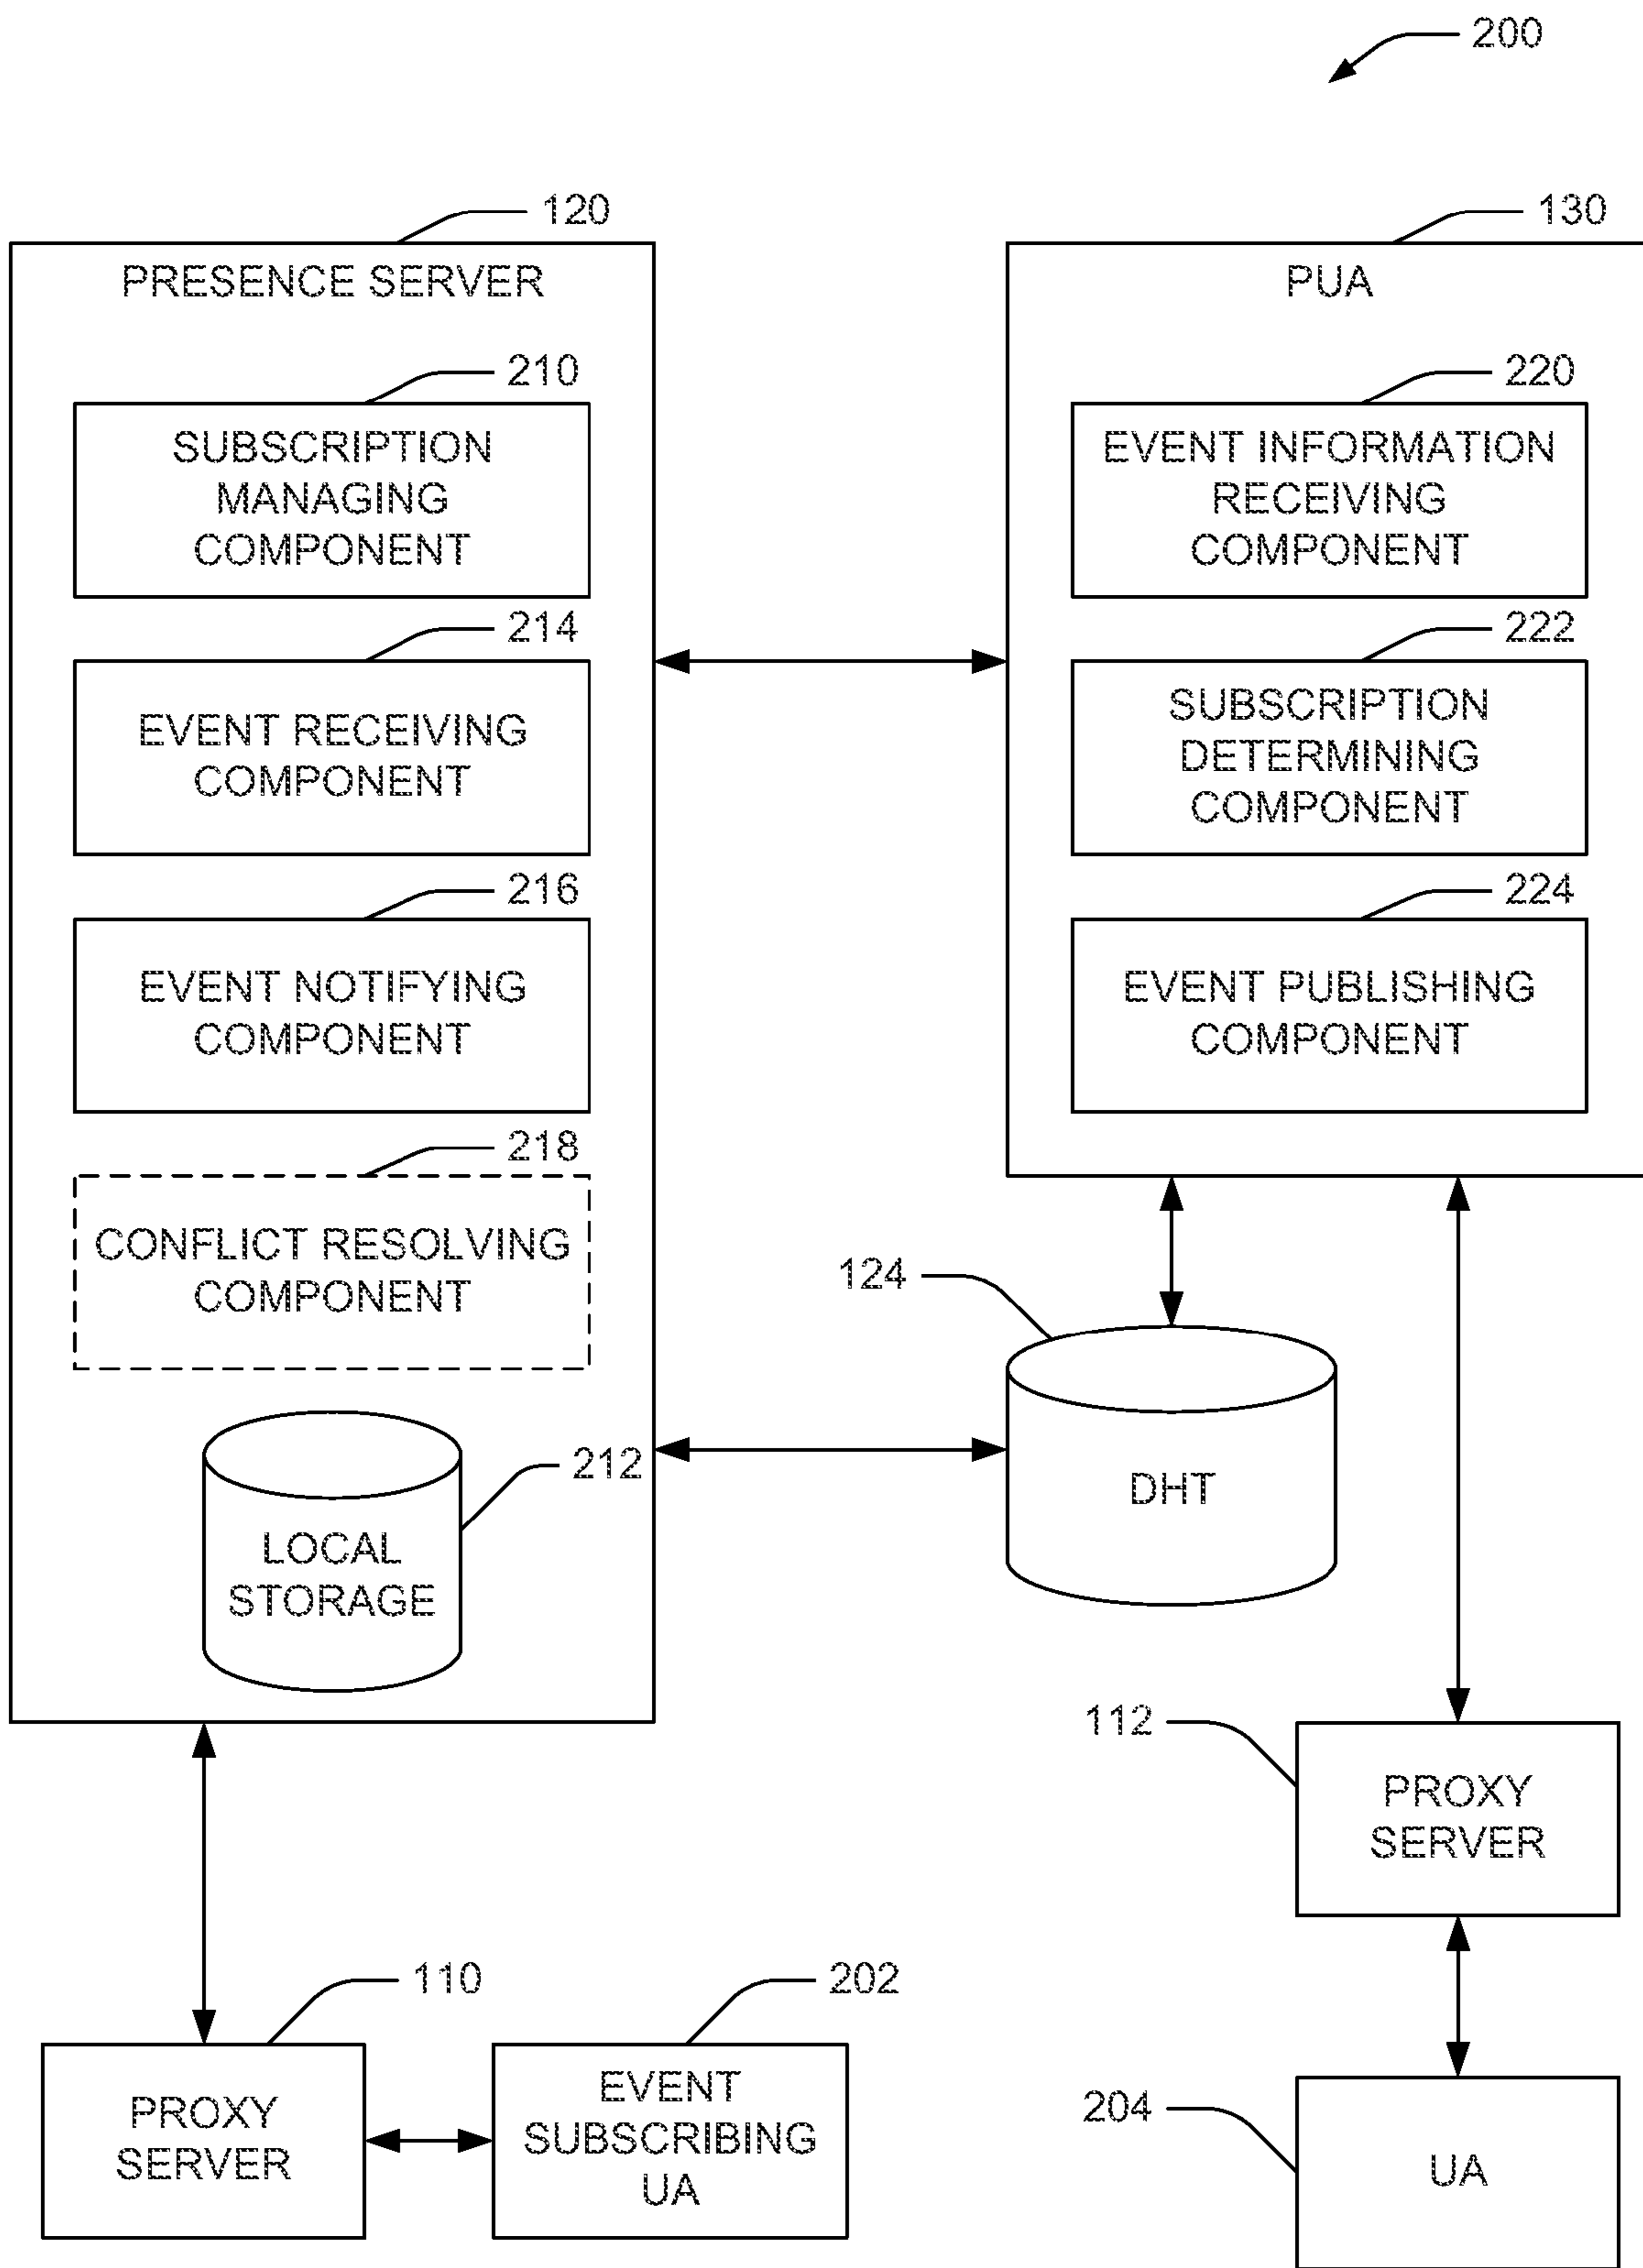 200
120
PRESENCE SERVER
210
SUBSCRIPTION
MANAGING
COMPONENT
214
EVENT RECEIVING
COMPONENT
216
EVENT NOTIFYING
COMPONENT
218
CONFLICT RESOLVING
COMPONENT
212
LOCAL
STORAGE
130
PUA
220
EVENT INFORMATION
RECEIVING
COMPONENT
222
SUBSCRIPTION
DETERMINING
COMPONENT
224
EVENT PUBLISHING
COMPONENT
124
DHT
112
PROXY
SERVER
110
PROXY
SERVER
202
EVENT
SUBSCRIBING
UA
204
UA